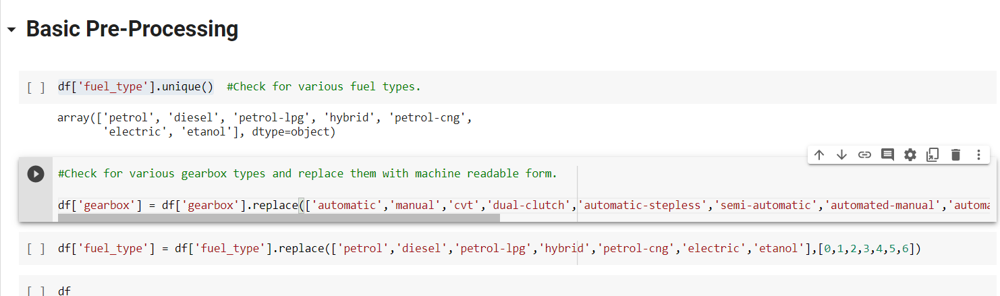 Basic Pre-Processing
[ ] df['fuel_type'].unique() #Check for various fuel types.
array(['petrol', 'diesel', 'petrol-lpg', 'hybrid', 'petrol-cng',
'electric', 'etanol'], dtype=object)
#Check for various gearbox types and replace them with machine readable form.
df['gearbox'] = df['gearbox'].replace(['automatic','manual','cvt','dual-clutch','automatic-stepless','semi-automatic','automated-manual','automa
[ ] df['fuel_type'] = df['fuel_type'].replace(['petrol','diesel','petrol-lpg','hybrid','petrol-cng','electric','etanol'],[0,1,2,3,4,5,6])
[ ] df